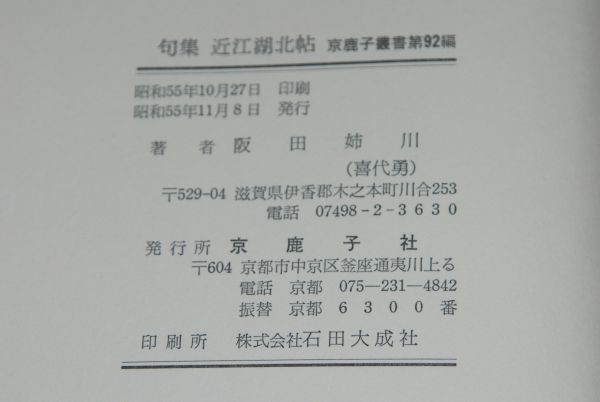 句集 近江湖北帖 京鹿子叢書第92編
昭和55年10月27日 印刷
昭和55年11月8日 発行
著者 阪田姉川
(喜代勇)
〒529-04 滋賀県伊香郡木之本町川合253
電話 07498-2-3630
発行所 京鹿子社
〒604 京都市中京区釜座通夷川上る
電話 京都 075-231-4842
振替 京都 6300番
印刷所 株式会社石田大成社